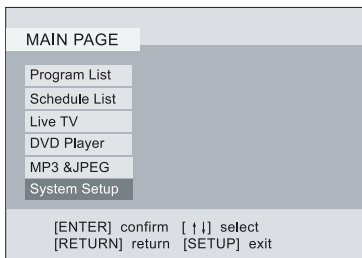 MAIN PAGE
Program List
Schedule List
Live TV
DVD Player
MP3 &JPEG
System Setup
[ENTER] confirm [↑↓] select
[RETURN] return [SETUP] exit